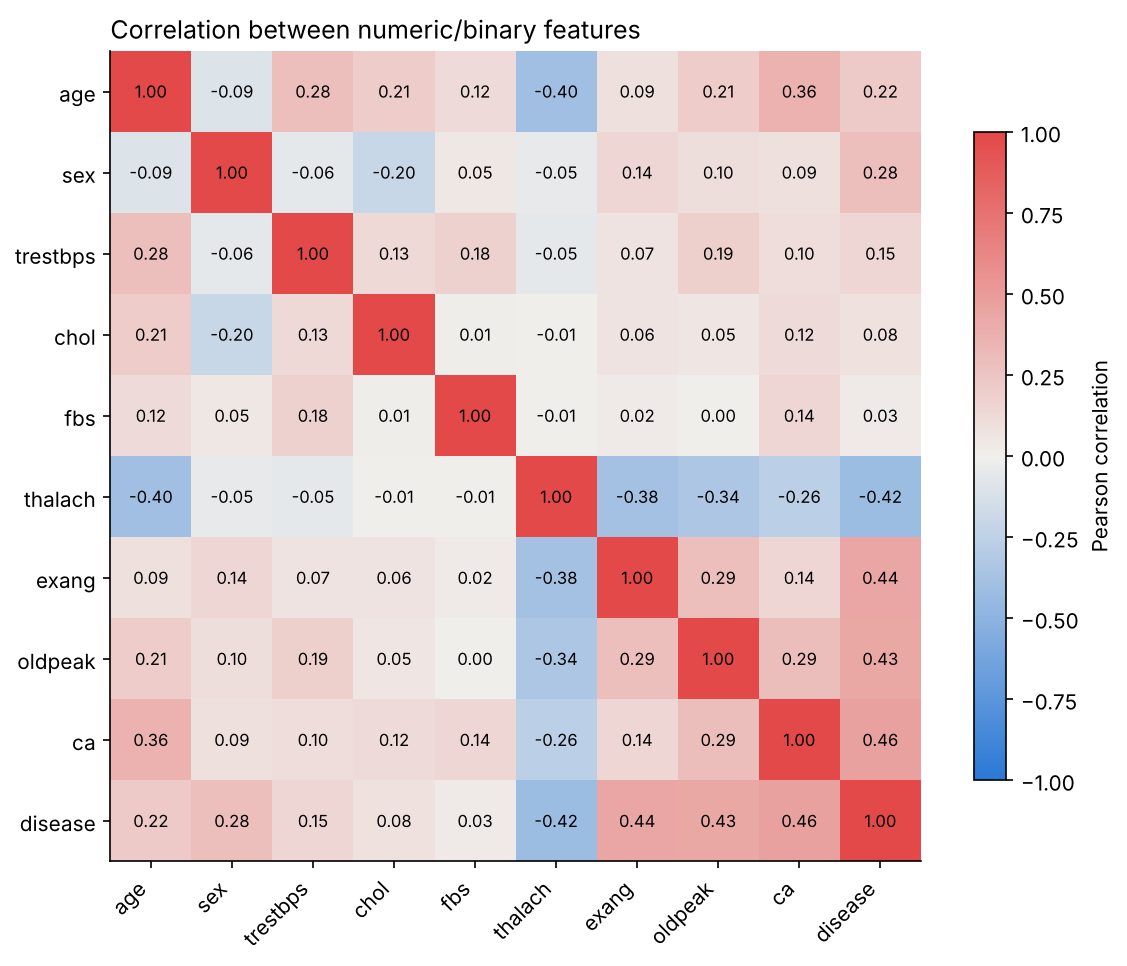 Correlation between numeric/binary features
age 1.00 -0.09 0.28 0.21 0.12 -0.40 0.09 0.21 0.36 0.22
sex -0.09 1.00 -0.06 -0.20 0.05 -0.05 0.14 0.10 0.09 0.28
trestbps 0.28 -0.06 1.00 0.13 0.18 -0.05 0.07 0.19 0.10 0.15
chol 0.21 -0.20 0.13 1.00 0.01 -0.01 0.06 0.05 0.12 0.08
fbs 0.12 0.05 0.18 0.01 1.00 -0.01 0.02 0.00 0.14 0.03
thalach -0.40 -0.05 -0.05 -0.01 -0.01 1.00 -0.38 -0.34 -0.26 -0.42
exang 0.09 0.14 0.07 0.06 0.02 -0.38 1.00 0.29 0.14 0.44
oldpeak 0.21 0.10 0.19 0.05 0.00 -0.34 0.29 1.00 0.29 0.43
ca 0.36 0.09 0.10 0.12 0.14 -0.26 0.14 0.29 1.00 0.46
disease 0.22 0.28 0.15 0.08 0.03 -0.42 0.44 0.43 0.46 1.00
age sex trestbps chol fbs thalach exang oldpeak ca disease
1.00
0.75
0.50
0.25
0.00
−0.25
−0.50
−0.75
−1.00
Pearson correlation